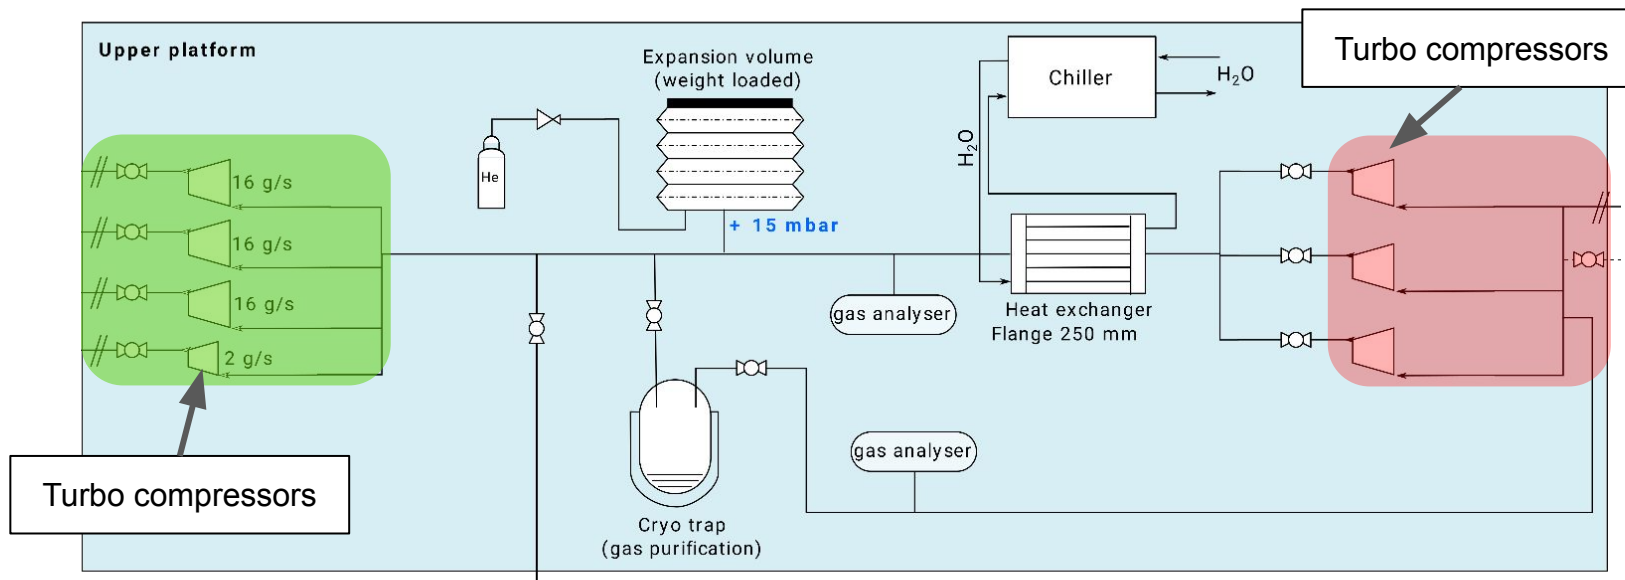 Upper platform
Turbo compressors
Expansion volume
(weight loaded)
Chiller
H₂O
H₂O
He
16 g/s
16 g/s
16 g/s
2 g/s
+ 15 mbar
gas analyser
Heat exchanger
Flange 250 mm
gas analyser
Turbo compressors
Cryo trap
(gas purification)